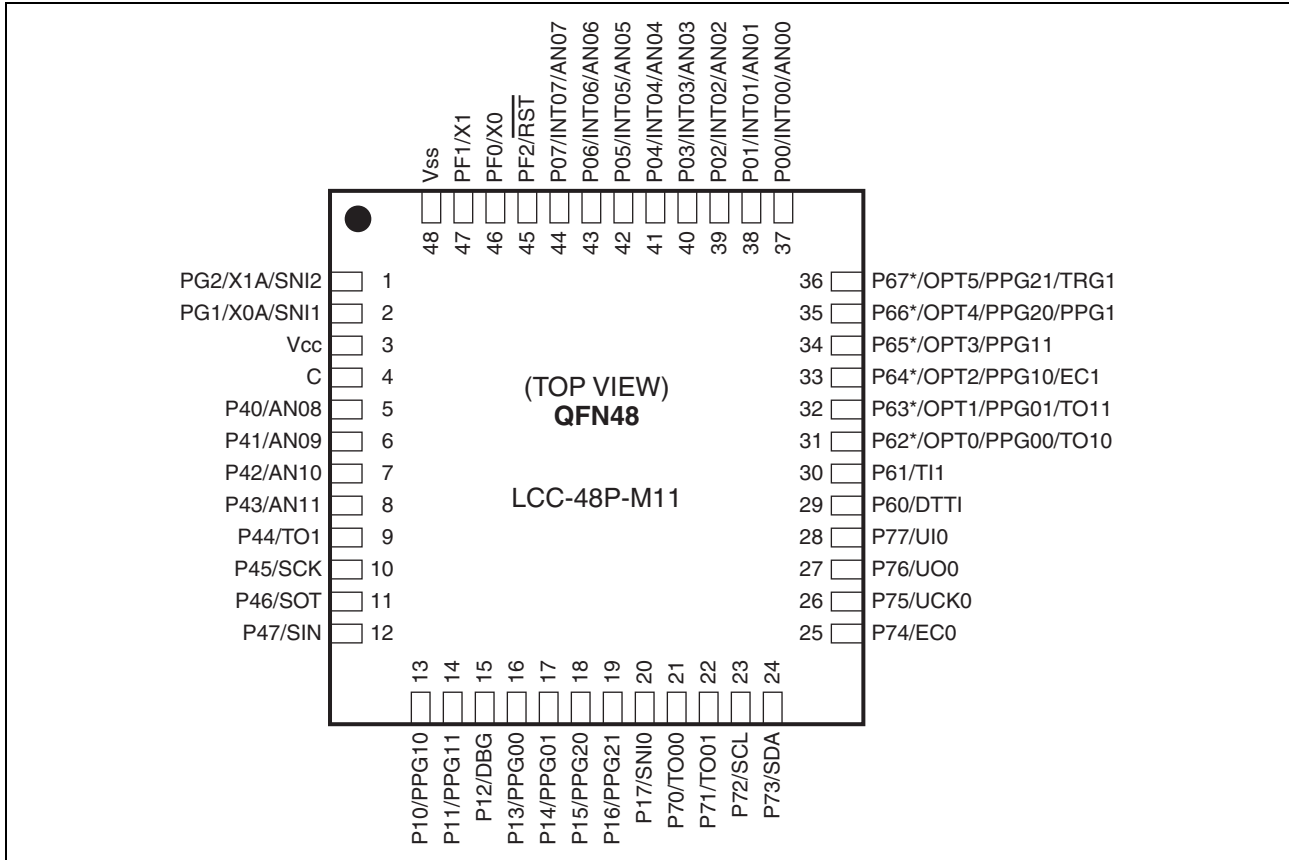 Vss
PF1/X1
PF0/X0
PF2/RST
P07/INT07/AN07
P06/INT06/AN06
P05/INT05/AN05
P04/INT04/AN04
P03/INT03/AN03
P02/INT02/AN02
P01/INT01/AN01
P00/INT00/AN00
48
47
46
45
44
43
42
41
40
39
38
37
PG2/X1A/SNI2 1
PG1/X0A/SNI1 2
Vcc 3
C 4
P40/AN08 5
P41/AN09 6
P42/AN10 7
P43/AN11 8
P44/TO1 9
P45/SCK 10
P46/SOT 11
P47/SIN 12
(TOP VIEW)
QFN48
LCC-48P-M11
36 P67*/OPT5/PPG21/TRG1
35 P66*/OPT4/PPG20/PPG1
34 P65*/OPT3/PPG11
33 P64*/OPT2/PPG10/EC1
32 P63*/OPT1/PPG01/TO11
31 P62*/OPT0/PPG00/TO10
30 P61/TI1
29 P60/DTTI
28 P77/UI0
27 P76/UO0
26 P75/UCK0
25 P74/EC0
13
14
15
16
17
18
19
20
21
22
23
24
P10/PPG10
P11/PPG11
P12/DBG
P13/PPG00
P14/PPG01
P15/PPG20
P16/PPG21
P17/SNI0
P70/TO00
P71/TO01
P72/SCL
P73/SDA